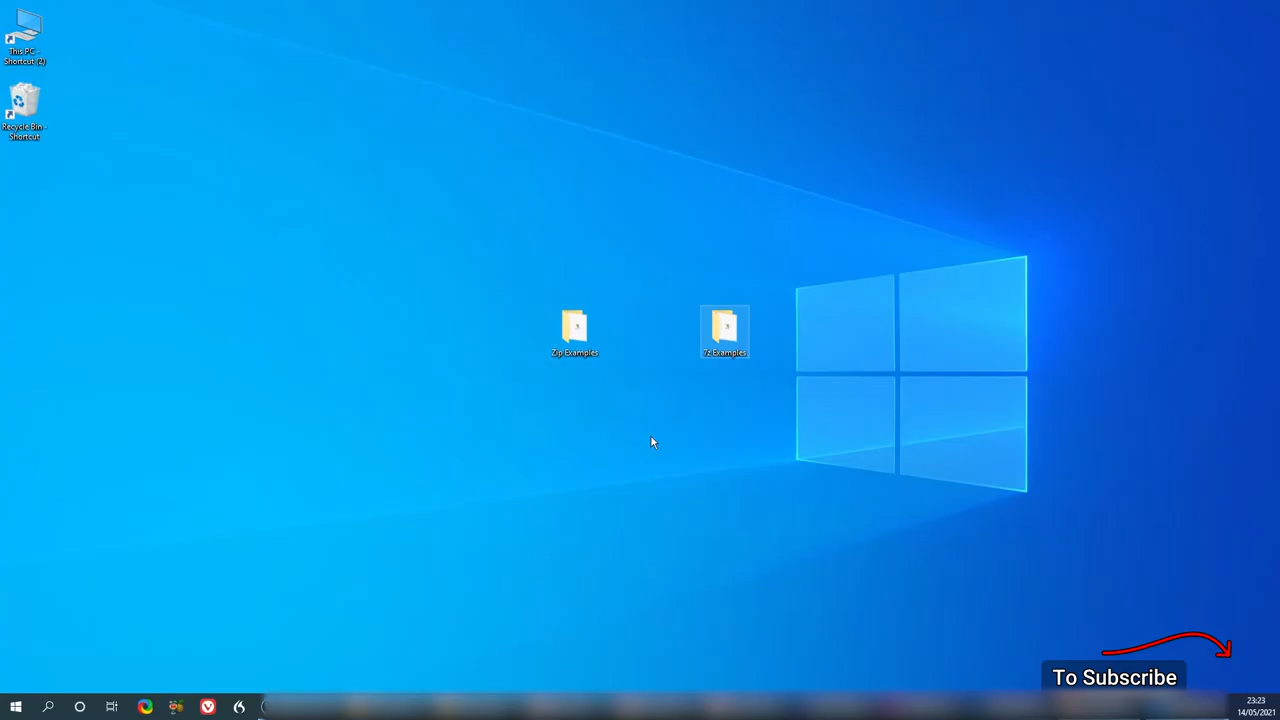 This PC -
Shortcut (2)
Recycle Bin -
Shortcut
Zip Examples
7z Examples
To Subscribe
23:23
14/05/2021